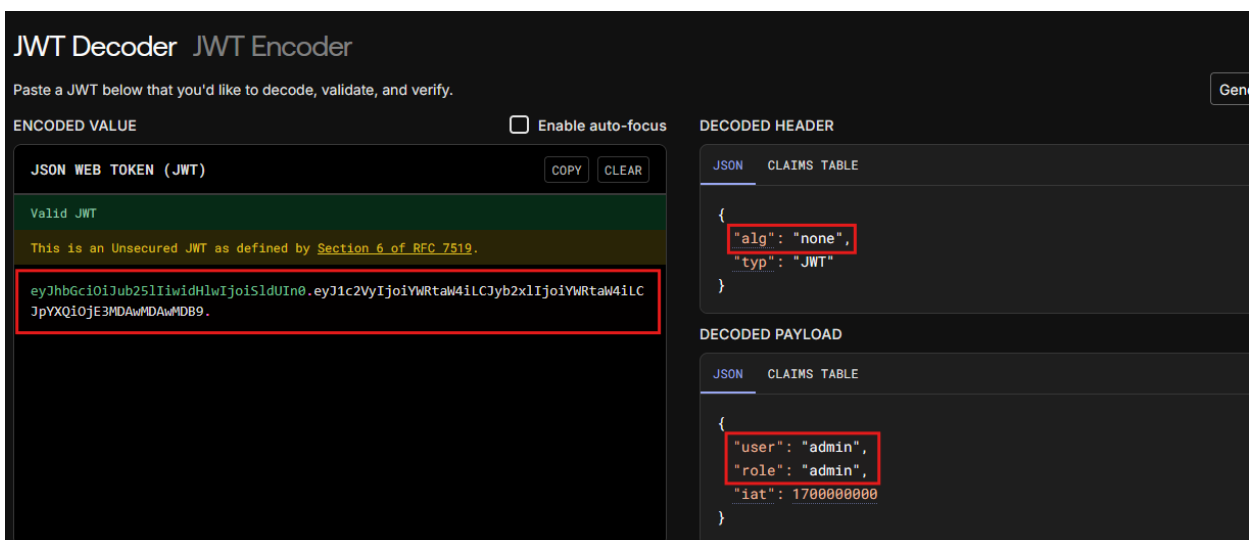 JWT Decoder JWT Encoder
Paste a JWT below that you'd like to decode, validate, and verify.
Gene
ENCODED VALUE
Enable auto-focus
JSON WEB TOKEN (JWT)
COPY
CLEAR
Valid JWT
This is an Unsecured JWT as defined by Section 6 of RFC 7519.
eyJhbGciOiJub25lIiwidHlwIjoiSldUIn0.eyJ1c2VyIjoiYWRtaW4iLCJyb2xlIjoiYWRtaW4iLC
JpYXQiOjE3MDAwMDAwMDB9.
DECODED HEADER
JSON CLAIMS TABLE
{
"alg": "none",
"typ": "JWT"
}
DECODED PAYLOAD
JSON CLAIMS TABLE
{
"user": "admin",
"role": "admin",
"iat": 1700000000
}